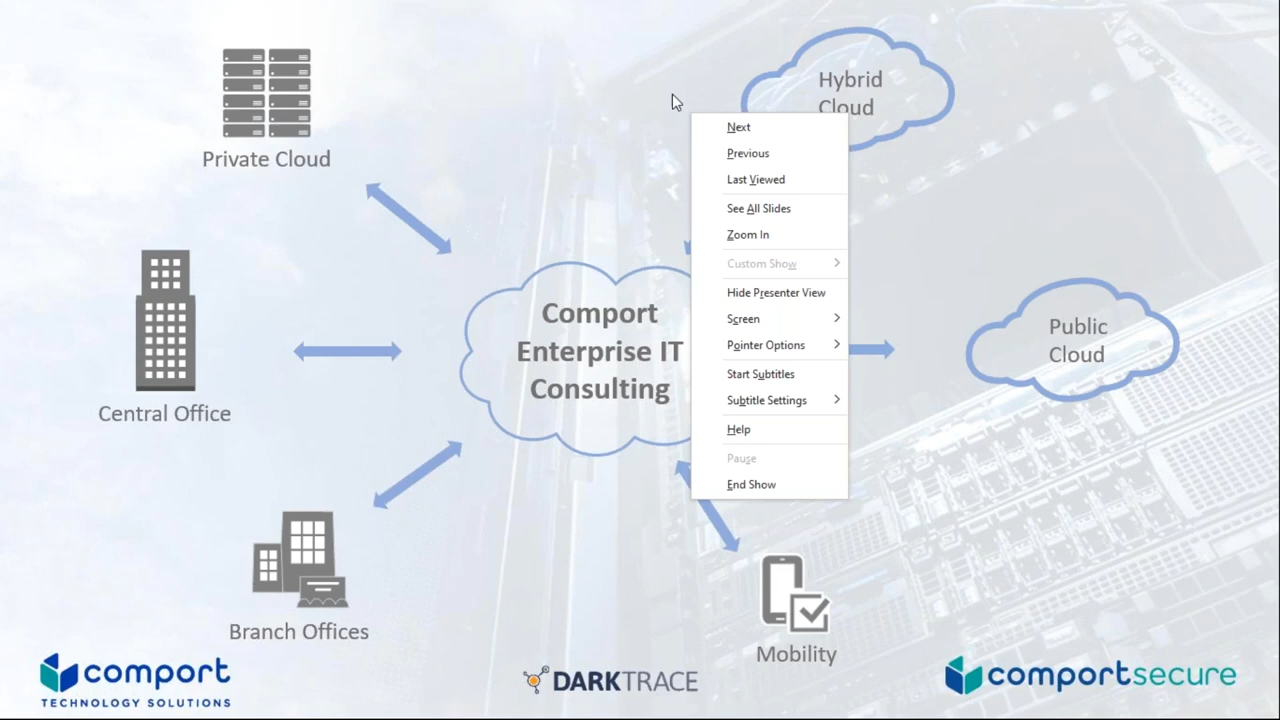 Private Cloud
Hybrid
Cloud
Next
Previous
Last Viewed
See All Slides
Zoom In
Custom Show
Hide Presenter View
Screen
Pointer Options
Start Subtitles
Subtitle Settings
Help
Pause
End Show
Comport
Enterprise IT
Consulting
Public
Cloud
Central Office
Branch Offices
Mobility
comport
TECHNOLOGY SOLUTIONS
DARKTRACE
comportsecure